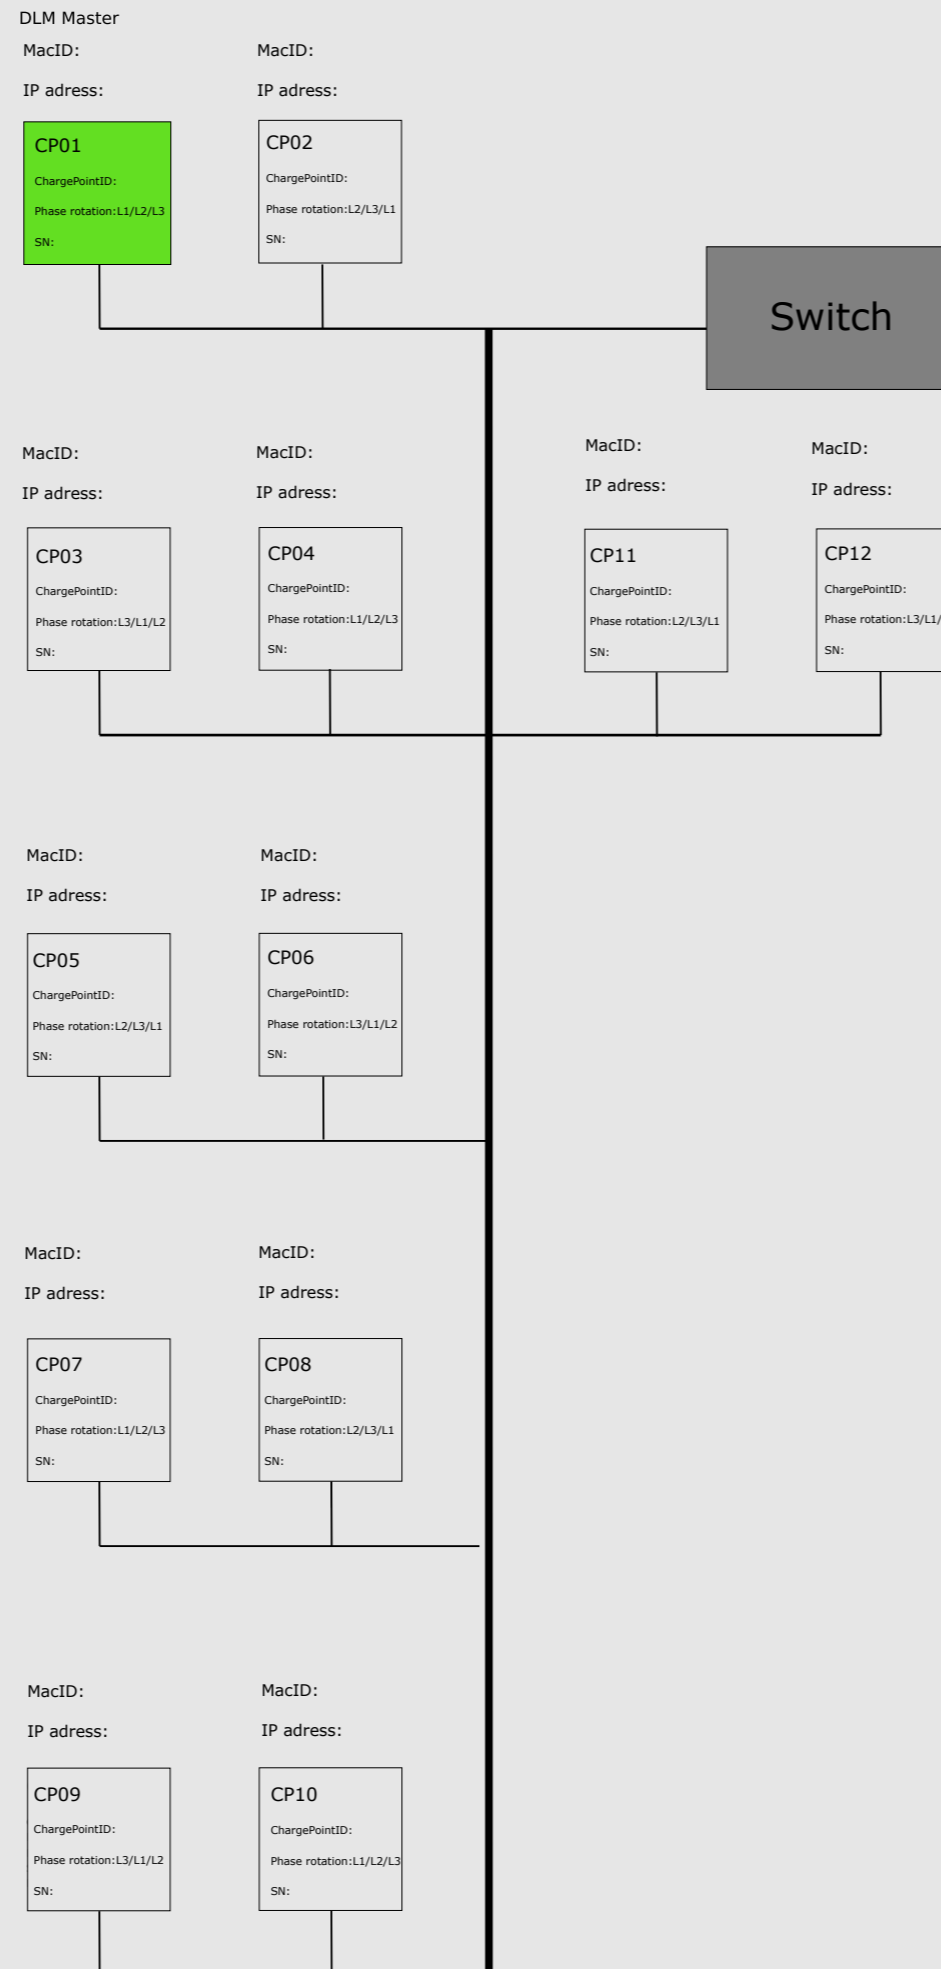 DLM Master
MacID:
IP adress:
CP01
ChargePointID:
Phase rotation:L1/L2/L3
SN:
MacID:
IP adress:
CP02
ChargePointID:
Phase rotation:L2/L3/L1
SN:
Switch
MacID:
IP adress:
CP03
ChargePointID:
Phase rotation:L3/L1/L2
SN:
MacID:
IP adress:
CP04
ChargePointID:
Phase rotation:L1/L2/L3
SN:
MacID:
IP adress:
CP11
ChargePointID:
Phase rotation:L2/L3/L1
SN:
MacID:
IP adress:
CP12
ChargePointID:
Phase rotation:L3/L1/
SN:
MacID:
IP adress:
CP05
ChargePointID:
Phase rotation:L2/L3/L1
SN:
MacID:
IP adress:
CP06
ChargePointID:
Phase rotation:L3/L1/L2
SN:
MacID:
IP adress:
CP07
ChargePointID:
Phase rotation:L1/L2/L3
SN:
MacID:
IP adress:
CP08
ChargePointID:
Phase rotation:L2/L3/L1
SN:
MacID:
IP adress:
CP09
ChargePointID:
Phase rotation:L3/L1/L2
SN:
MacID:
IP adress:
CP10
ChargePointID:
Phase rotation:L1/L2/L3
SN: